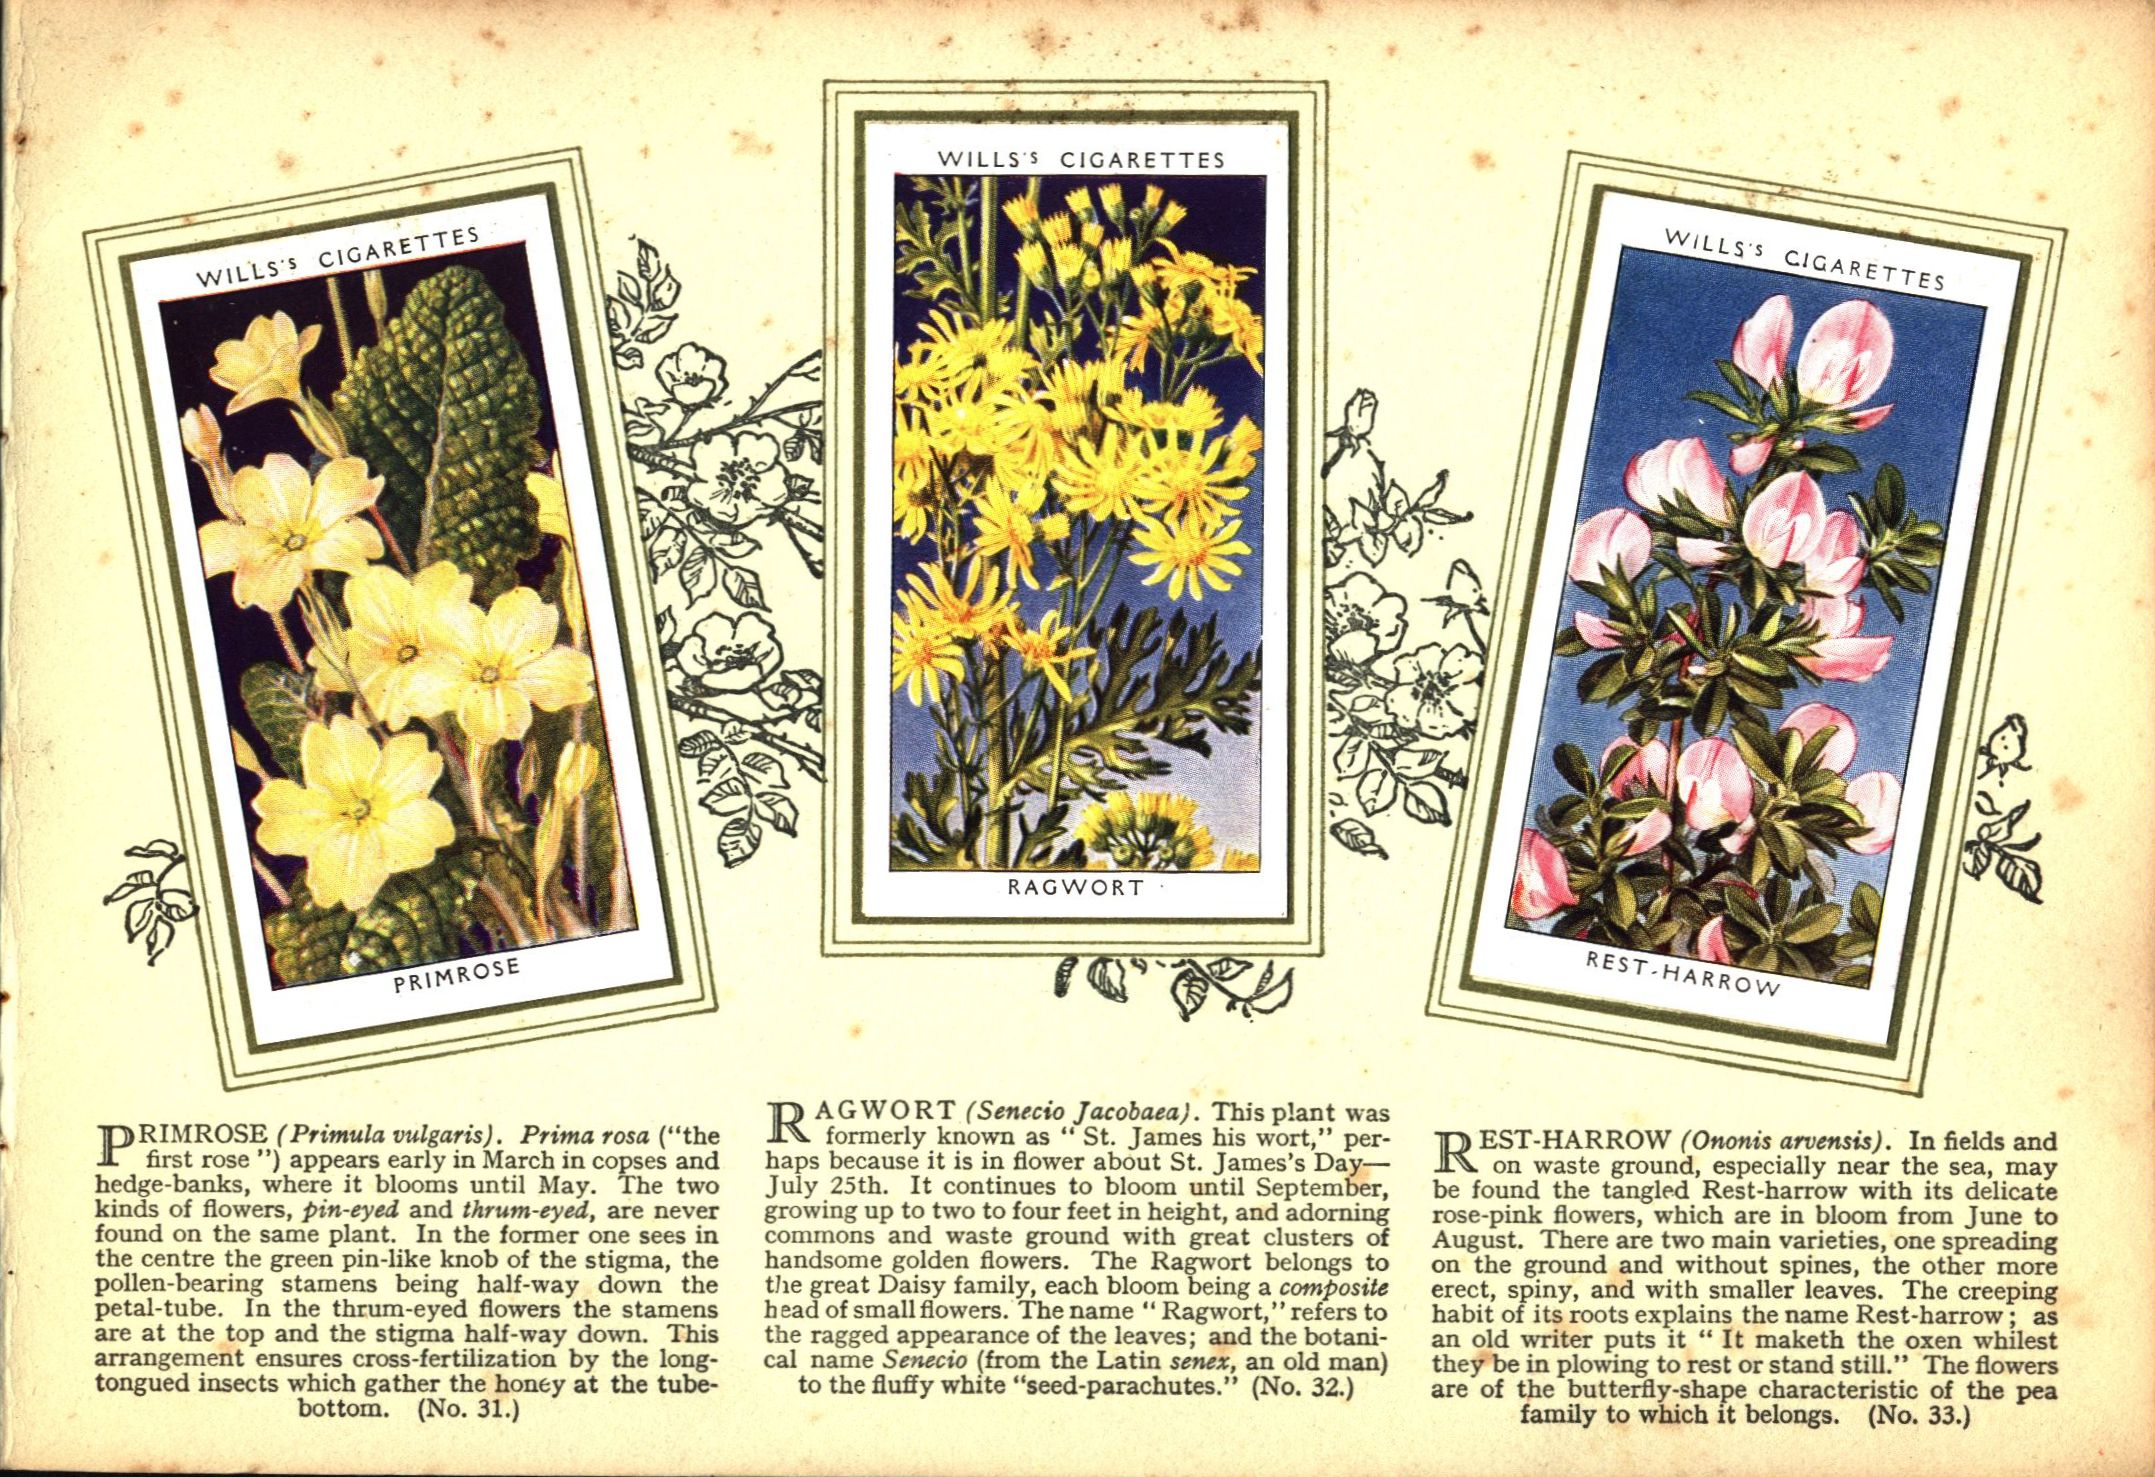 WILLS'S CIGARETTES
PRIMROSE
WILLS'S CIGARETTES
RAGWORT
WILLS'S CIGARETTES
REST-HARROW
PRIMROSE (Primula vulgaris). Prima rosa ("the
first rose") appears early in March in copses and
hedge-banks, where it blooms until May. The two
kinds of flowers, pin-eyed and thrum-eyed, are never
found on the same plant. In the former one sees in
the centre the green pin-like knob of the stigma, the
pollen-bearing stamens being half-way down the
petal-tube. In the thrum-eyed flowers the stamens
are at the top and the stigma half-way down. This
arrangement ensures cross-fertilization by the long-
tongued insects which gather the honey at the tube-
bottom. (No. 31.)
RAGWORT (Senecio Jacobaea). This plant was
formerly known as "St. James his wort," per-
haps because it is in flower about St. James's Day—
July 25th. It continues to bloom until September,
growing up to two to four feet in height, and adorning
commons and waste ground with great clusters of
handsome golden flowers. The Ragwort belongs to
the great Daisy family, each bloom being a composite
head of small flowers. The name "Ragwort," refers to
the ragged appearance of the leaves; and the botani-
cal name Senecio (from the Latin senex, an old man)
to the fluffy white "seed-parachutes." (No. 32.)
REST-HARROW (Ononis arvensis). In fields and
on waste ground, especially near the sea, may
be found the tangled Rest-harrow with its delicate
rose-pink flowers, which are in bloom from June to
August. There are two main varieties, one spreading
on the ground and without spines, the other more
erect, spiny, and with smaller leaves. The creeping
habit of its roots explains the name Rest-harrow; as
an old writer puts it "It maketh the oxen whilest
they be in plowing to rest or stand still." The flowers
are of the butterfly-shape characteristic of the pea
family to which it belongs. (No. 33.)